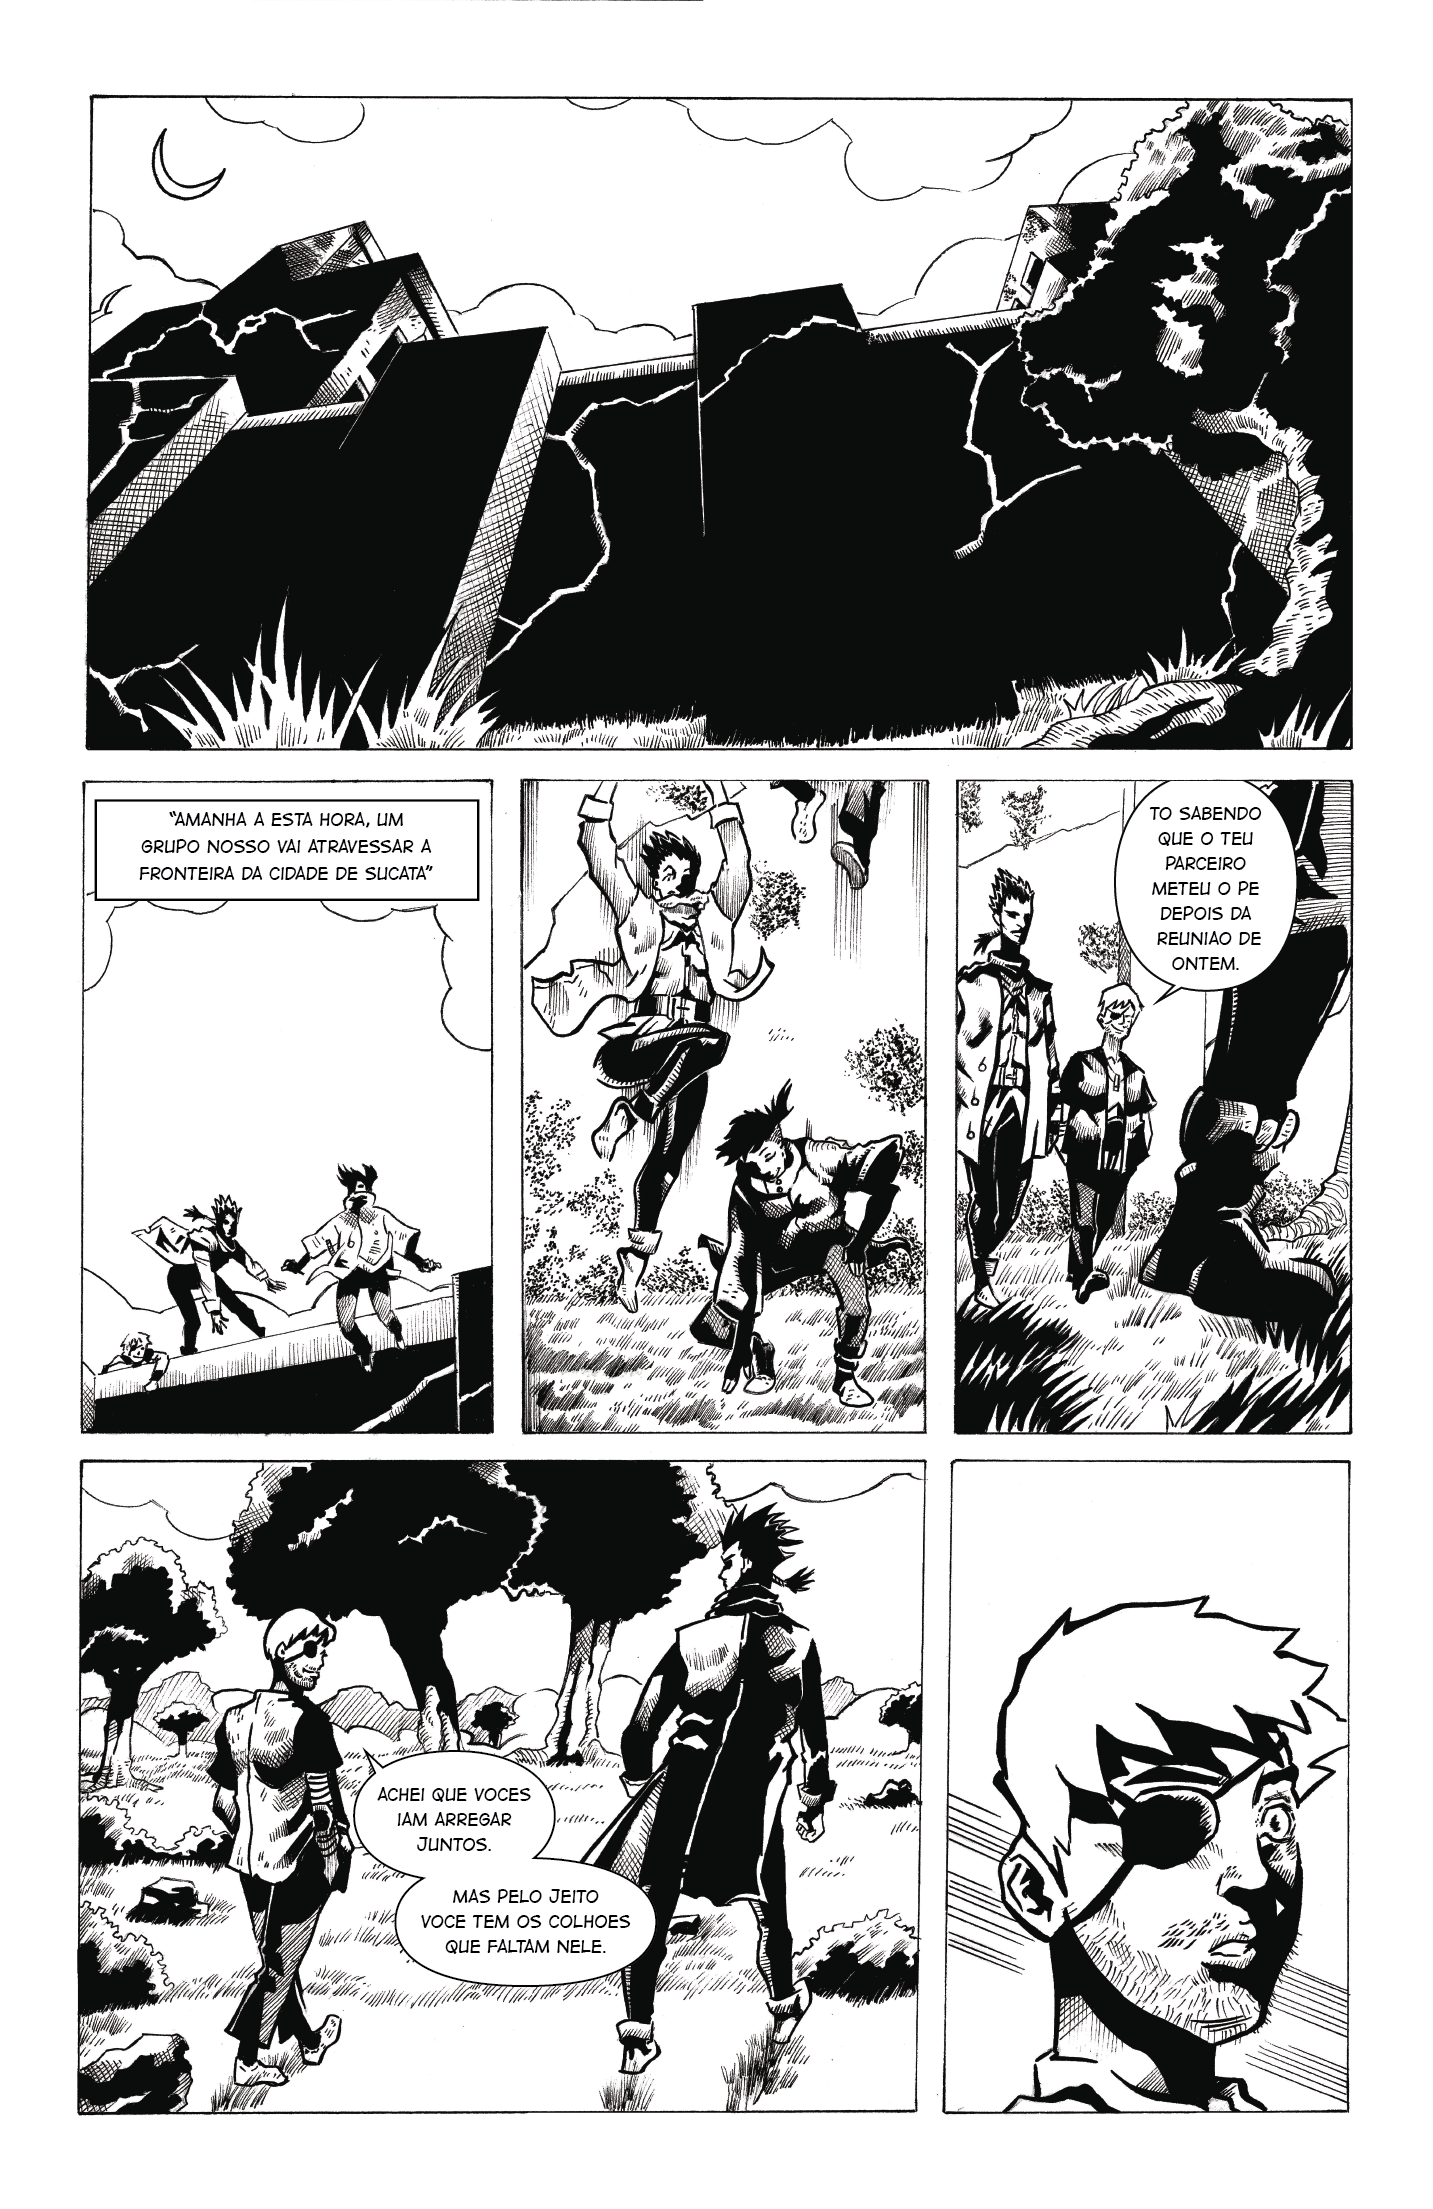 “AMANHA A ESTA HORA, UM
GRUPO NOSSO VAI ATRAVESSAR A
FRONTEIRA DA CIDADE DE SUCATA”
TO SABENDO
QUE O TEU
PARCEIRO
METEU O PE
DEPOIS DA
REUNIAO DE
ONTEM.
ACHEI QUE VOCES
IAM ARREGAR
JUNTOS.
MAS PELO JEITO
VOCE TEM OS COLHOES
QUE FALTAM NELE.